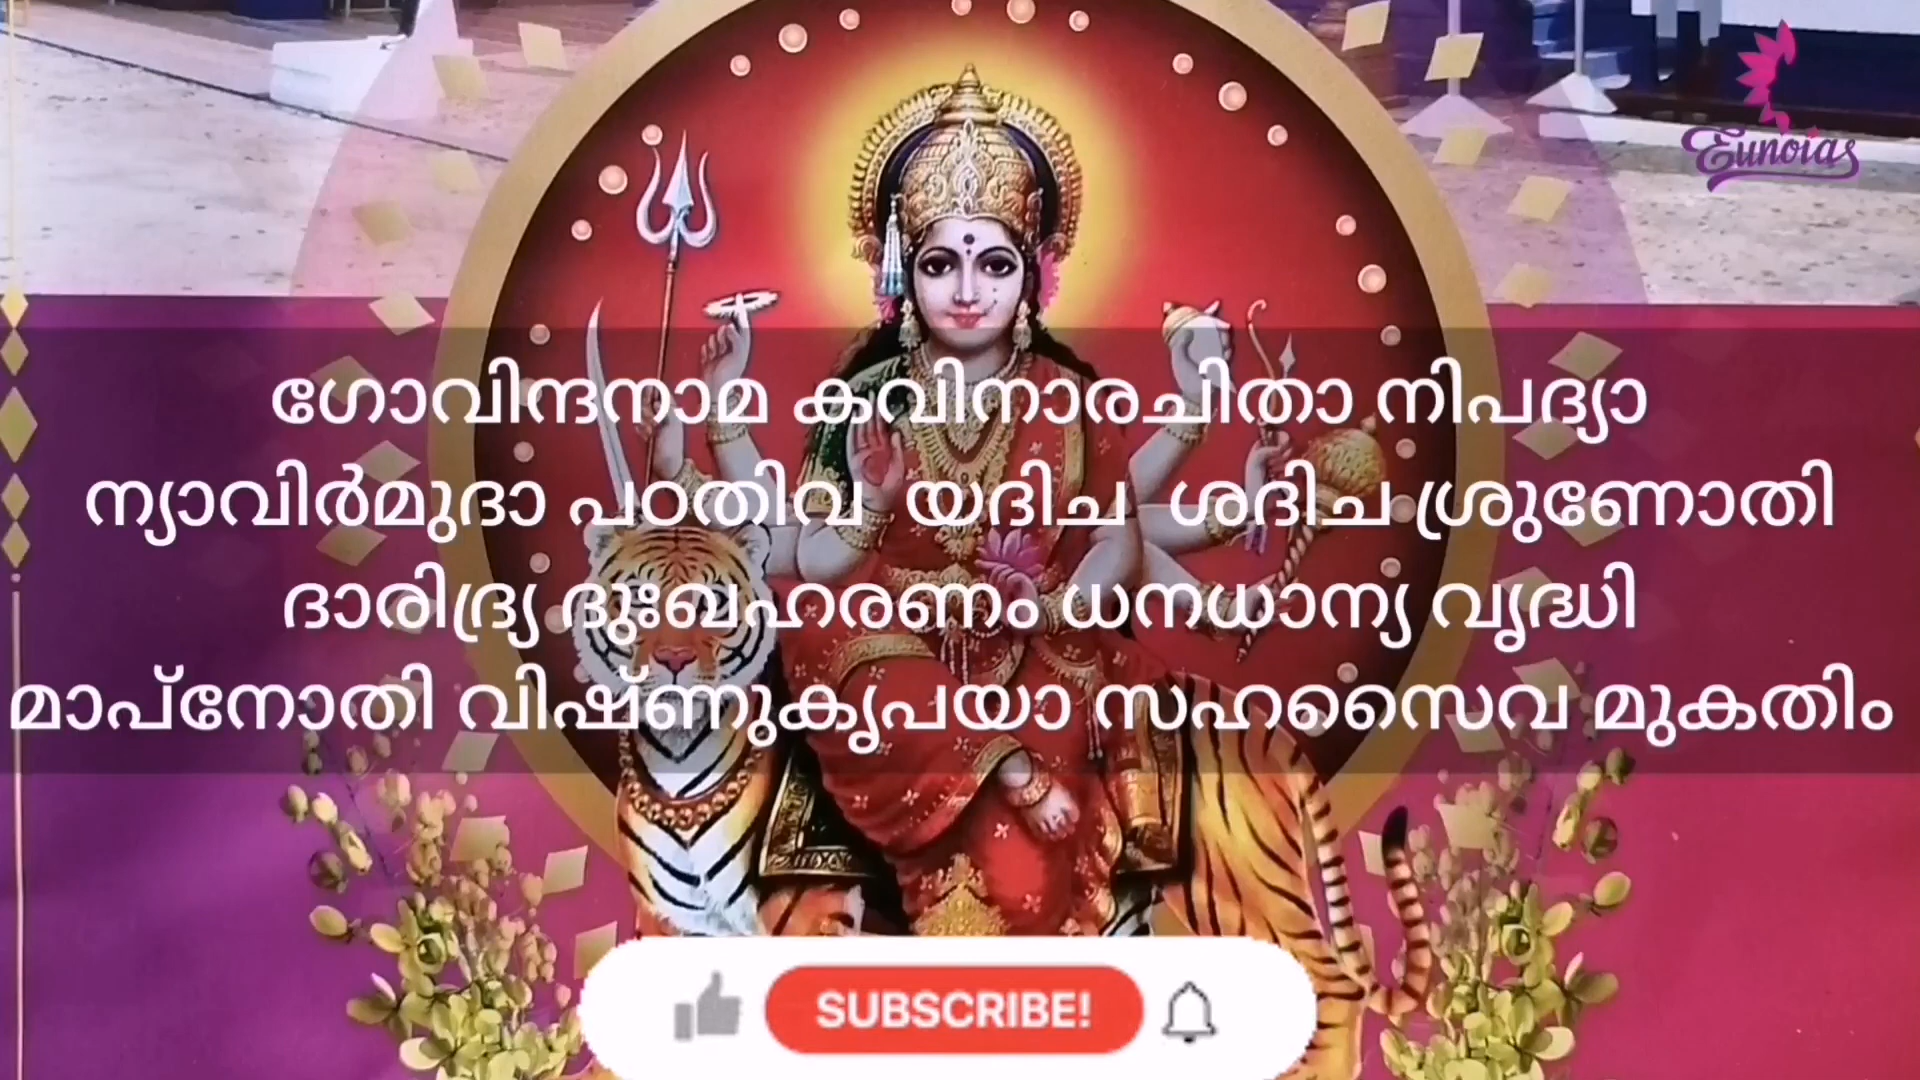 Eunoias
ഗോവിന്ദനാമ കവിനാരചിതാ നിപദ്യാ
ന്യാവിർമുദാ പഠതിവ യദിച ശദിച ശ്രുണോതി
ദാരിദ്ര്യ ദുഃഖഹരണം ധനധാന്യ വൃദ്ധി
മാപ്നോതി വിഷ്ണുകൃപയാ സഹസൈവ മുകതിം
SUBSCRIBE!